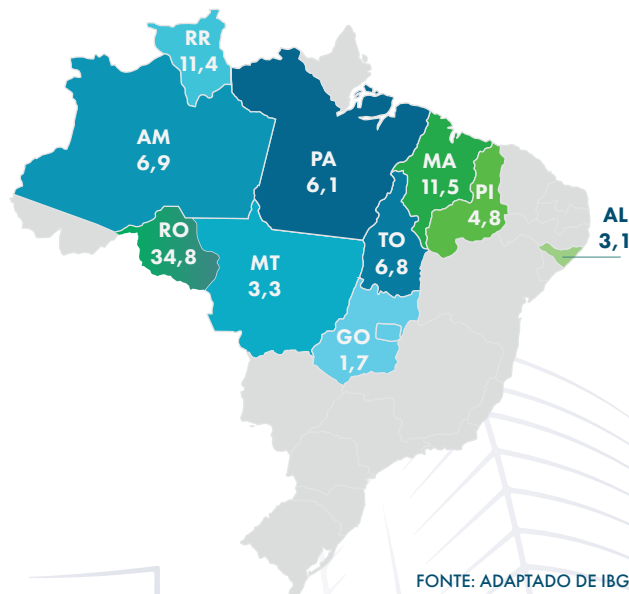 RR
11,4
AM
6,9
PA
6,1
MA
11,5
PI
4,8
AL
3,1
RO
34,8
TO
6,8
MT
3,3
GO
1,7
FONTE: ADAPTADO DE IBG